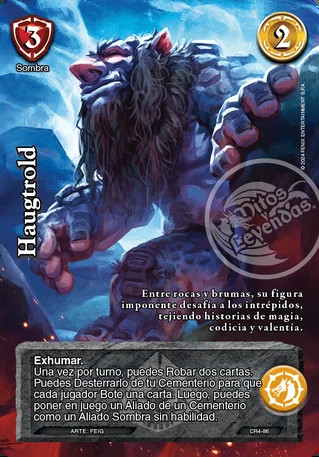 3
2
Sombra
© 2024 FENIX ENTERTAINMENT S.P.A.
Haugtrold
Mitos
y
Leyendas.
Entre rocas y brumas, su figura
imponente desafía a los intrépidos,
tejiendo historias de magia,
codicia y valentía.
Exhumar.
Una vez por turno, puedes Robar dos cartas.
Puedes Desterrarlo de tu Cementerio para que
cada jugador Bote una carta. Luego, puedes
poner en juego un Aliado de un Cementerio
como un Aliado Sombra sin habilidad.
ARTE: FEIG
CR4-86